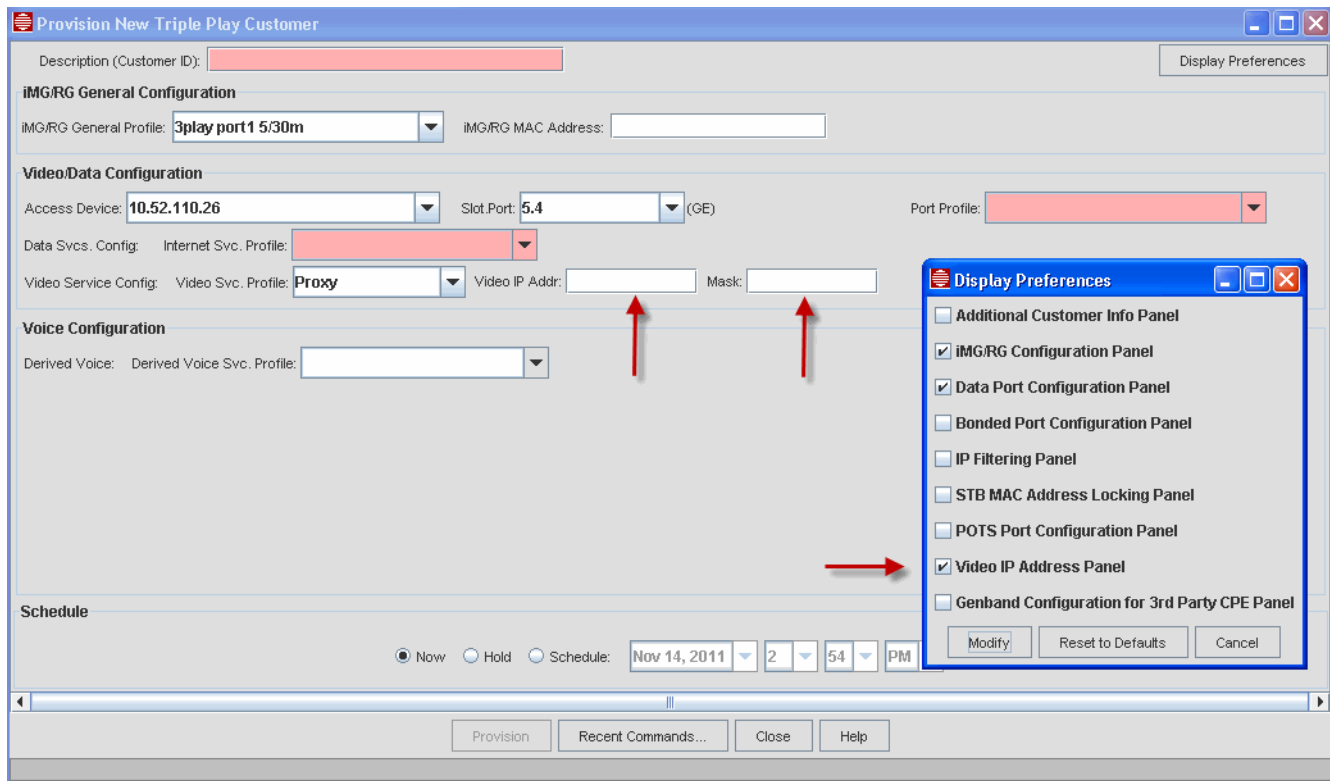 Provision New Triple Play Customer
Description (Customer ID):
Display Preferences
iMG/RG General Configuration
iMG/RG General Profile: 3play port1 5/30m iMG/RG MAC Address:
Video/Data Configuration
Access Device: 10.52.110.26 Slot.Port: 5.4 (GE) Port Profile:
Data Svcs. Config: Internet Svc. Profile:
Video Service Config: Video Svc. Profile: Proxy Video IP Addr: Mask:
Voice Configuration
Derived Voice: Derived Voice Svc. Profile:
Schedule
Now Hold Schedule: Nov 14, 2011 2 54 PM
Provision Recent Commands... Close Help
Display Preferences
Additional Customer Info Panel
iMG/RG Configuration Panel
Data Port Configuration Panel
Bonded Port Configuration Panel
IP Filtering Panel
STB MAC Address Locking Panel
POTS Port Configuration Panel
Video IP Address Panel
Genband Configuration for 3rd Party CPE Panel
Modify Reset to Defaults Cancel